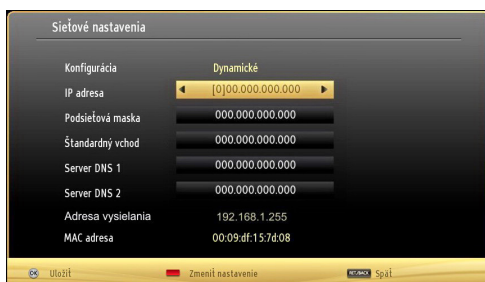 Sieťové nastavenia
Konfigurácia Dynamické
IP adresa [0]00.000.000.000
Podsieťová maska 000.000.000.000
Štandardný vchod 000.000.000.000
Server DNS 1 000.000.000.000
Server DNS 2 000.000.000.000
Adresa vysielania 192.168.1.255
MAC adresa 00:09:df:15:7d:08
OK Uložiť Zmeniť nastavenie RET./BACK Späť